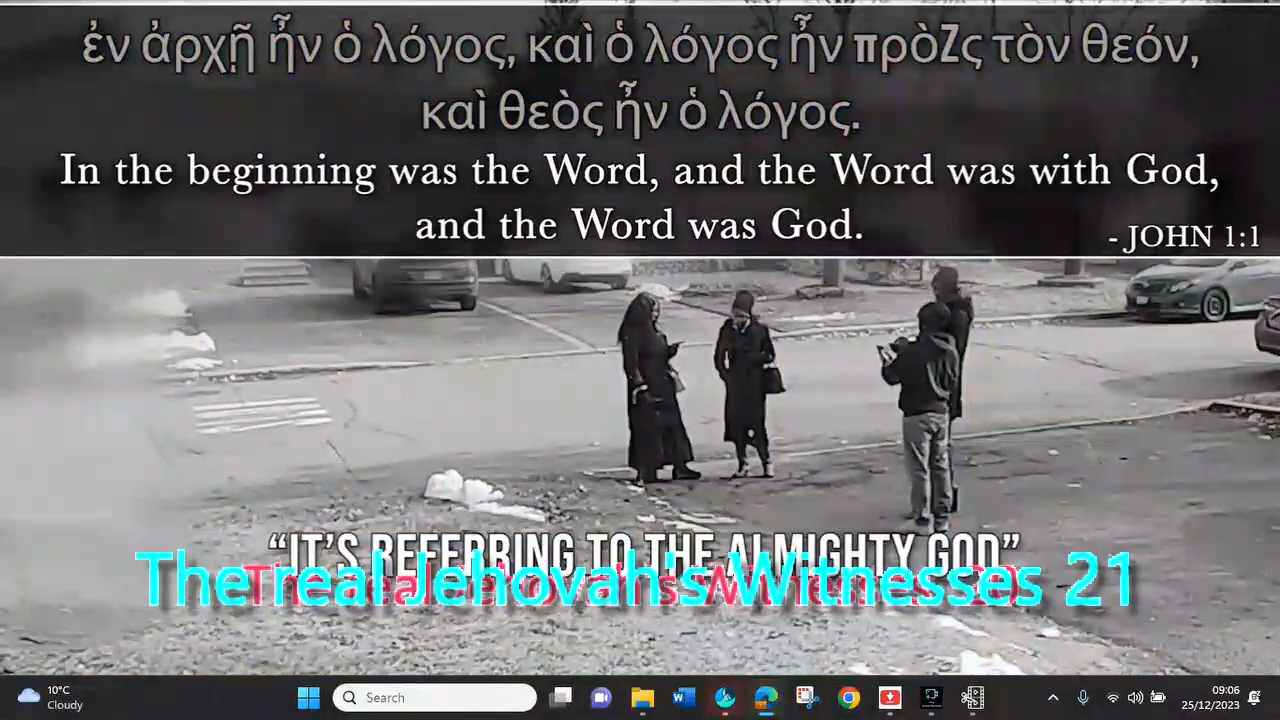 ἐν ἀρχῇ ἦν ὁ λόγος, καὶ ὁ λόγος ἦν πρὸZς τὸν θεόν,
καὶ θεὸς ἦν ὁ λόγος.
In the beginning was the Word, and the Word was with God,
and the Word was God.
- JOHN 1:1
“IT’S REFERRING TO THE ALMIGHTY GOD”
The real Jehovah's Witnesses 21
10°C
Cloudy
Search
09:08
25/12/2023